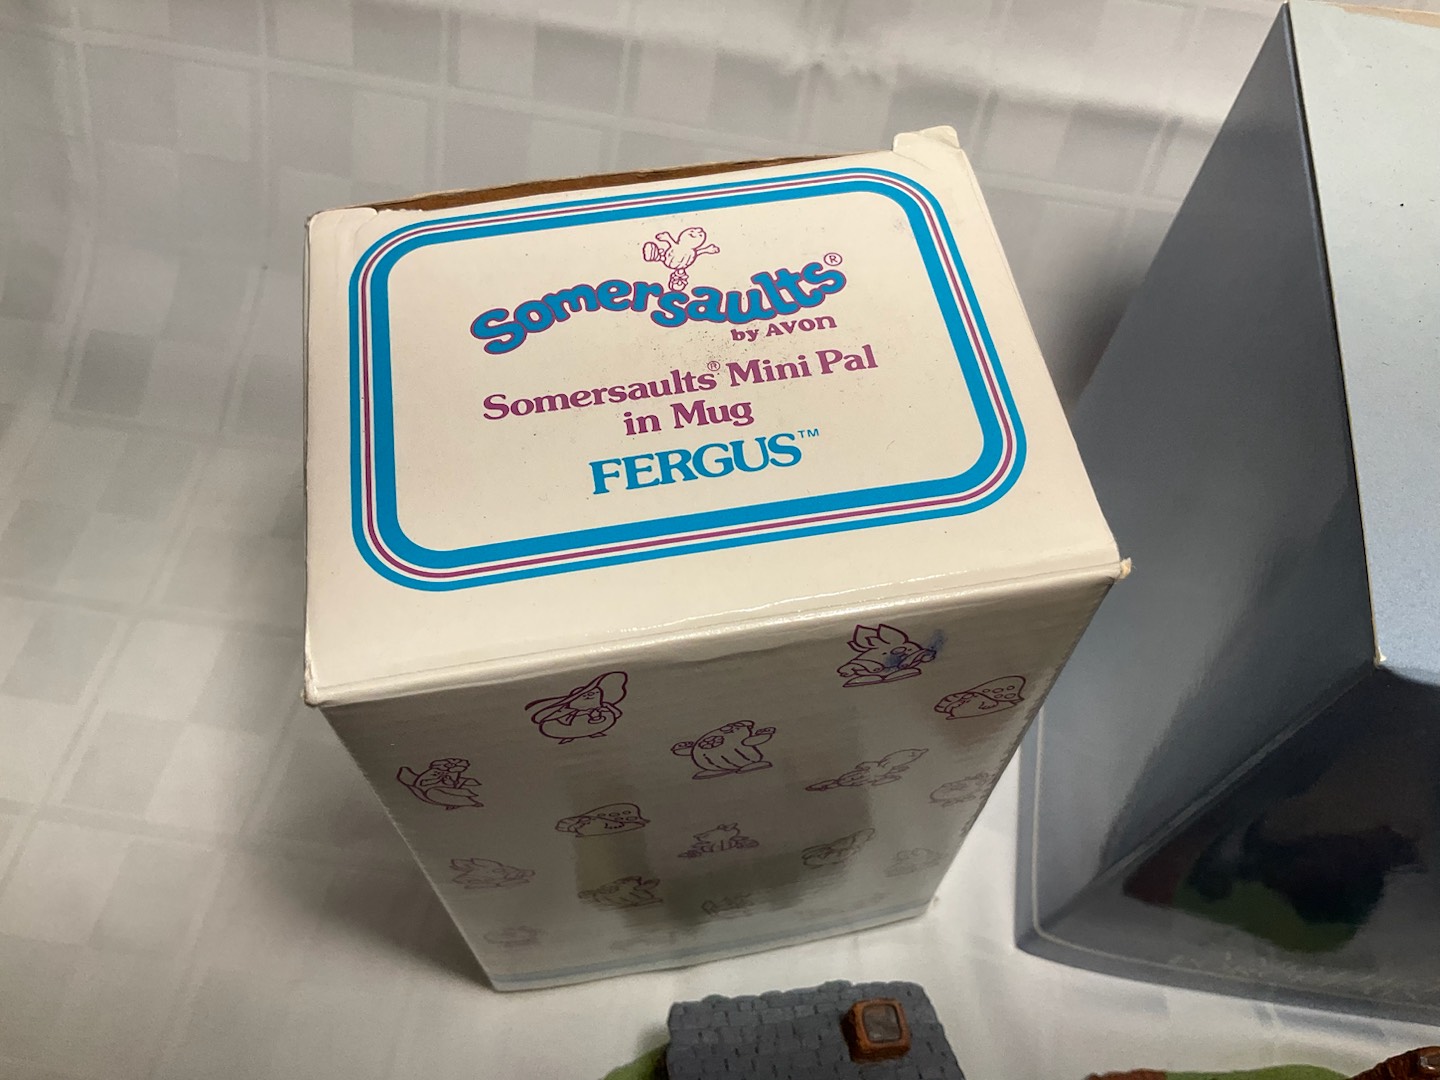 Somersaults®
by Avon
Somersaults® Mini Pal
in Mug
FERGUS™